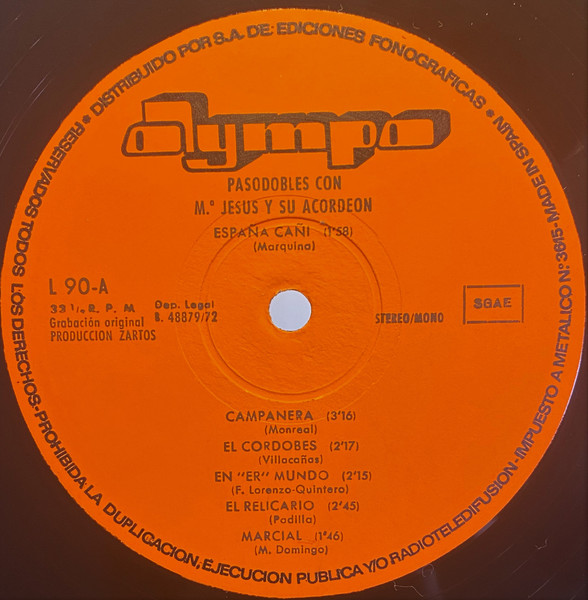 RESERVADOS TODOS LOS DERECHOS-PROHIBIDA LA DUPLICACION, EJECUCION PUBLICA Y/O RADIOTELEDIFUSION-IMPUESTO A METALICO N.º 3615-MADE IN SPAIN • DISTRIBUIDO POR S.A. DE: EDICIONES FONOGRAFICAS •
olympo
PASODOBLES CON
M.ª JESUS Y SU ACORDEON
ESPAÑA CAÑI (1'58)
(Marquina)
L 90-A
33 1/3 R. P. M.
Grabación original
PRODUCCION ZARTOS
Dep. Legal
B. 48879/72
STEREO/MONO
SGAE
CAMPANERA (3'16)
(Monreal)
EL CORDOBES (2'17)
(Villacañas)
EN "ER" MUNDO (2'15)
(F. Lorenzo-Quintero)
EL RELICARIO (2'45)
(Padilla)
MARCIAL (1'46)
(M. Domingo)